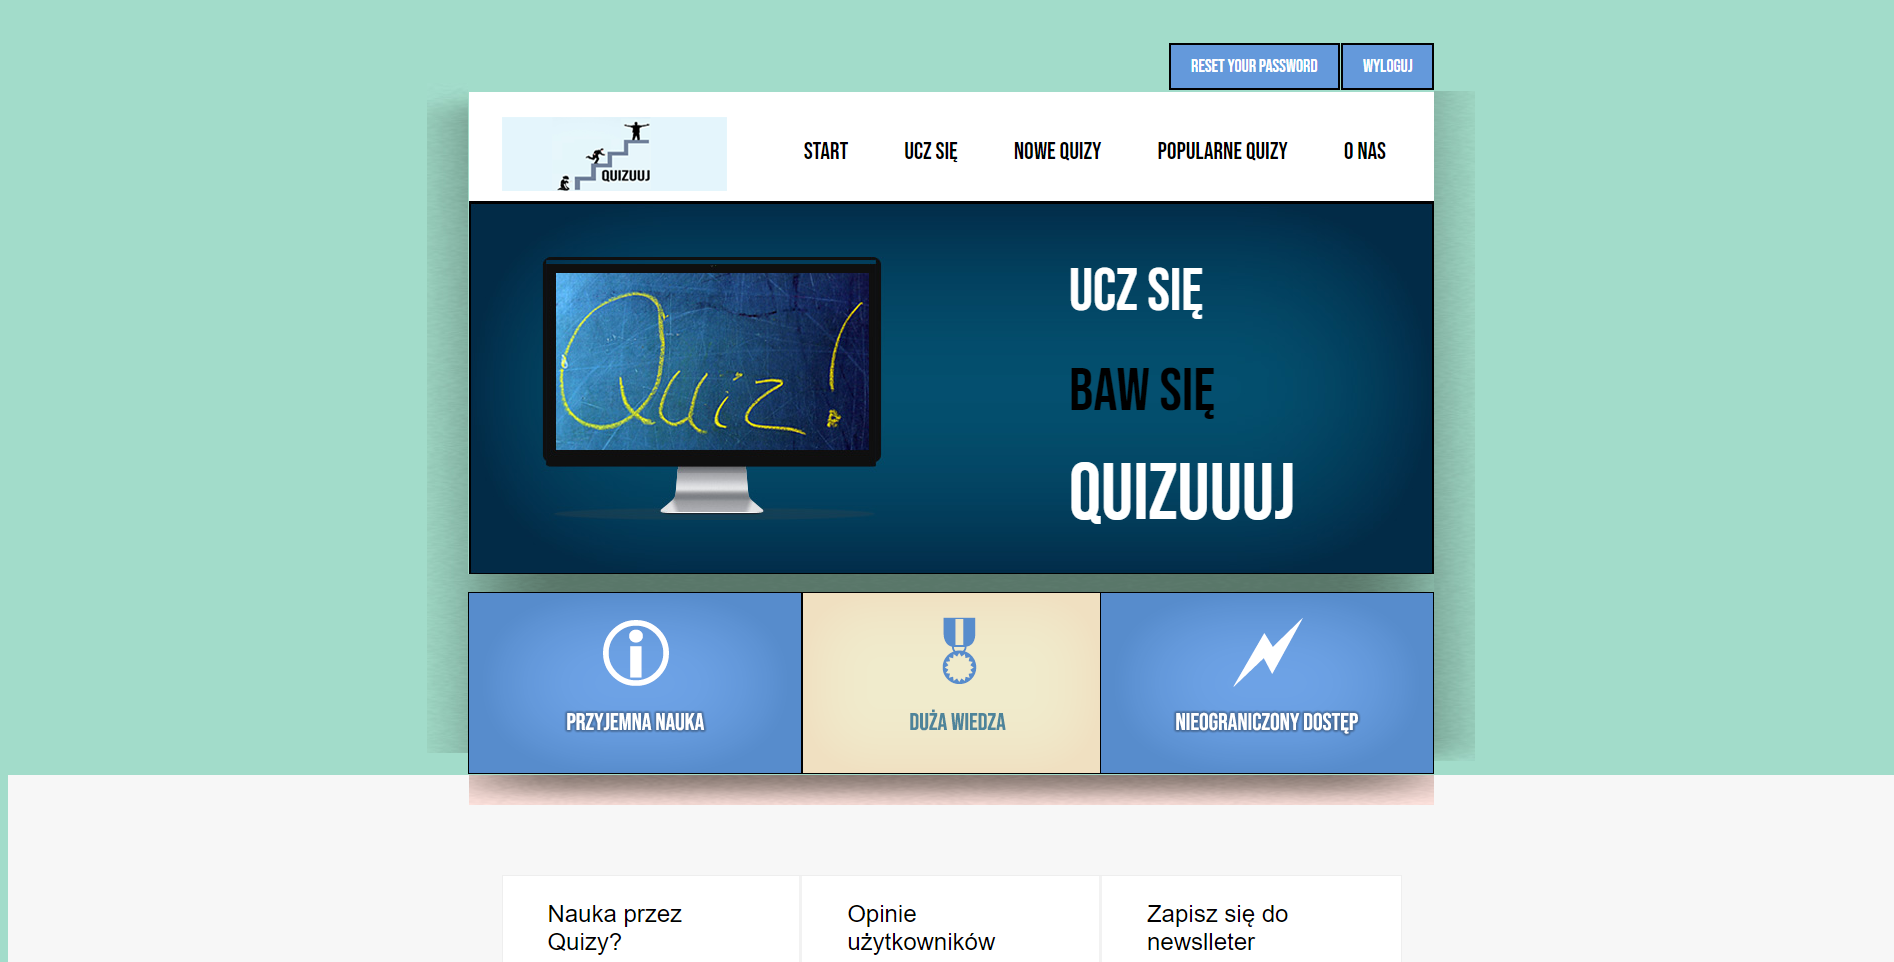 RESET YOUR PASSWORD
WYLOGUJ
QUIZUUJ
START
UCZ SIĘ
NOWE QUIZY
POPULARNE QUIZY
O NAS
Quiz!
UCZ SIĘ
BAW SIĘ
QUIZUUUJ
PRZYJEMNA NAUKA
DUŻA WIEDZA
NIEOGRANICZONY DOSTĘP
Nauka przez
Quizy?
Opinie
użytkowników
Zapisz się do
newslleter